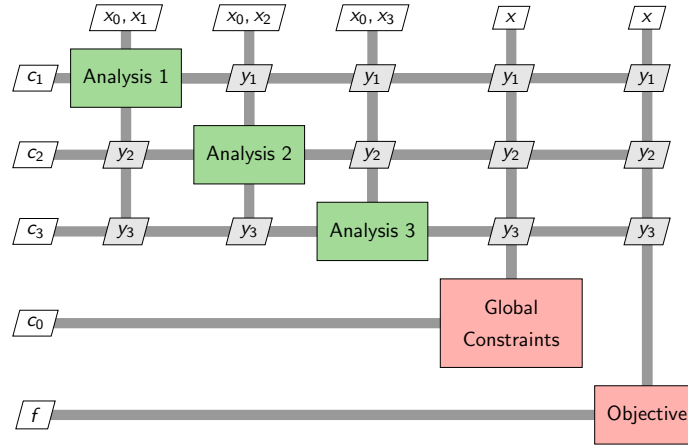 x₀, x₁ x₀, x₂ x₀, x₃ x x
c₁ Analysis 1 y₁ y₁ y₁ y₁
c₂ y₂ Analysis 2 y₂ y₂ y₂
c₃ y₃ y₃ Analysis 3 y₃ y₃
Global
c₀
Constraints
f Objective